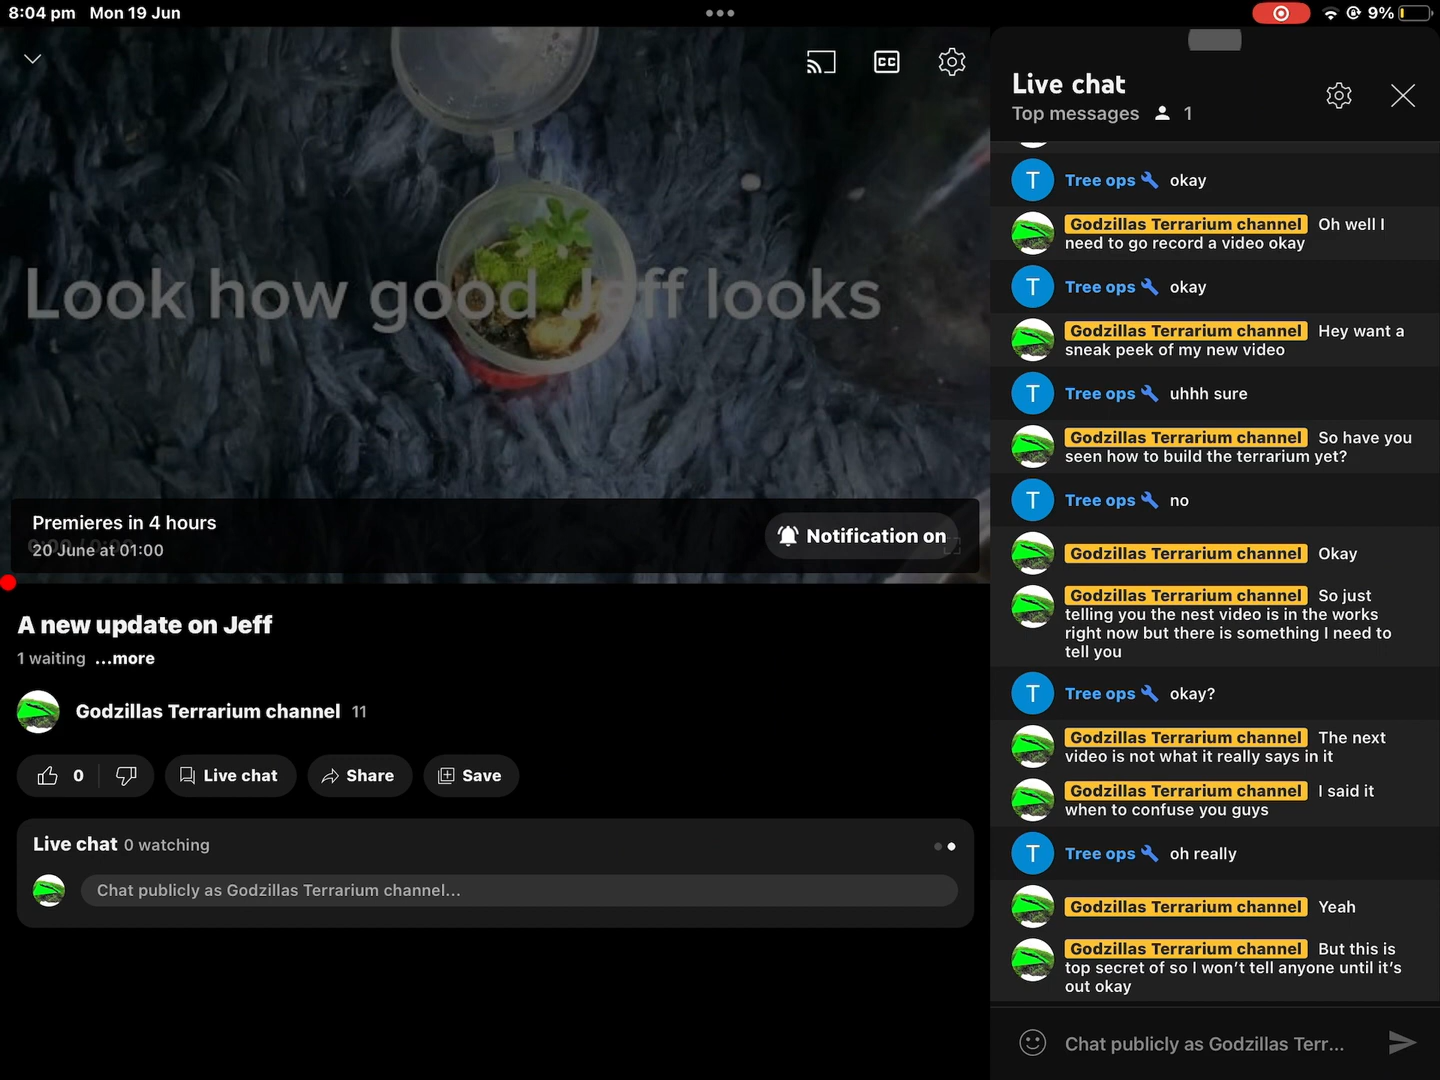 8:04 pm Mon 19 Jun
9%
CC
Look how good Jeff looks
Premieres in 4 hours
20 June at 01:00
Notification on
A new update on Jeff
1 waiting ...more
Godzillas Terrarium channel 11
0
Live chat
Share
Save
Live chat 0 watching
Chat publicly as Godzillas Terrarium channel...
Live chat
Top messages 1
T Tree ops okay
Godzillas Terrarium channel Oh well I
need to go record a video okay
T Tree ops okay
Godzillas Terrarium channel Hey want a
sneak peek of my new video
T Tree ops uhhh sure
Godzillas Terrarium channel So have you
seen how to build the terrarium yet?
T Tree ops no
Godzillas Terrarium channel Okay
Godzillas Terrarium channel So just
telling you the nest video is in the works
right now but there is something I need to
tell you
T Tree ops okay?
Godzillas Terrarium channel The next
video is not what it really says in it
Godzillas Terrarium channel I said it
when to confuse you guys
T Tree ops oh really
Godzillas Terrarium channel Yeah
Godzillas Terrarium channel But this is
top secret of so I won't tell anyone until it's
out okay
Chat publicly as Godzillas Terr...